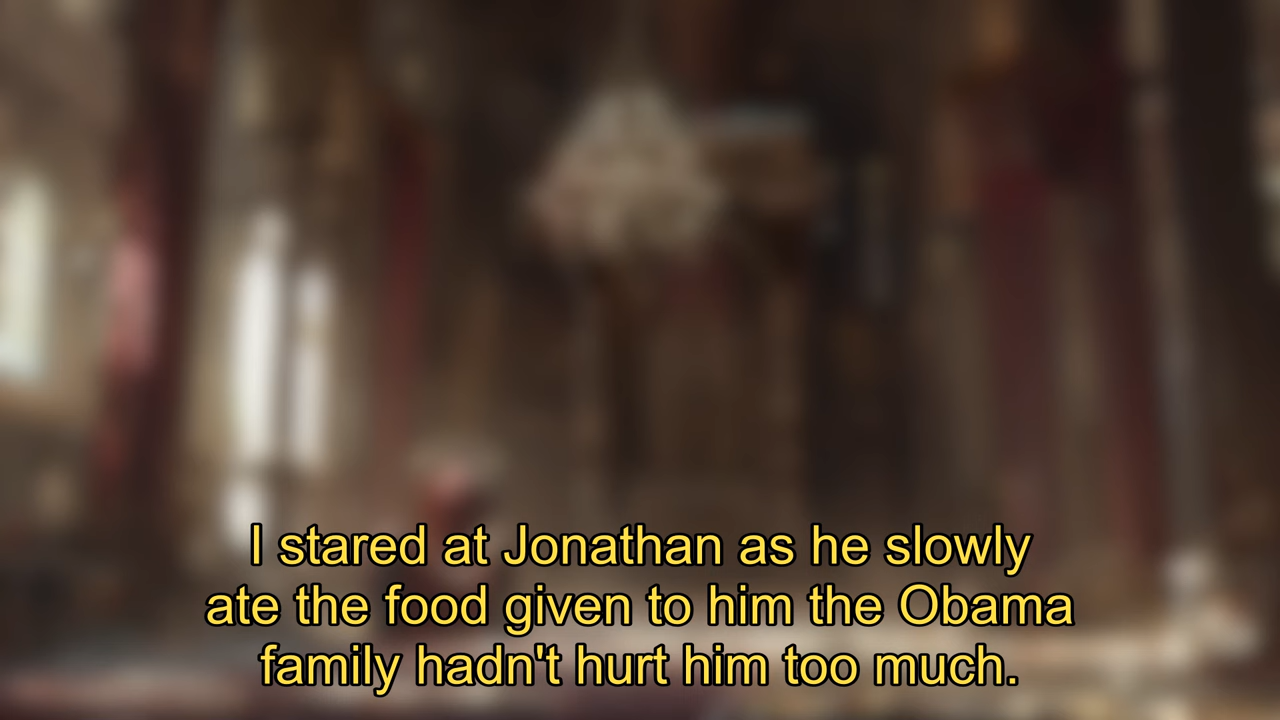 I stared at Jonathan as he slowly
ate the food given to him the Obama
family hadn't hurt him too much.